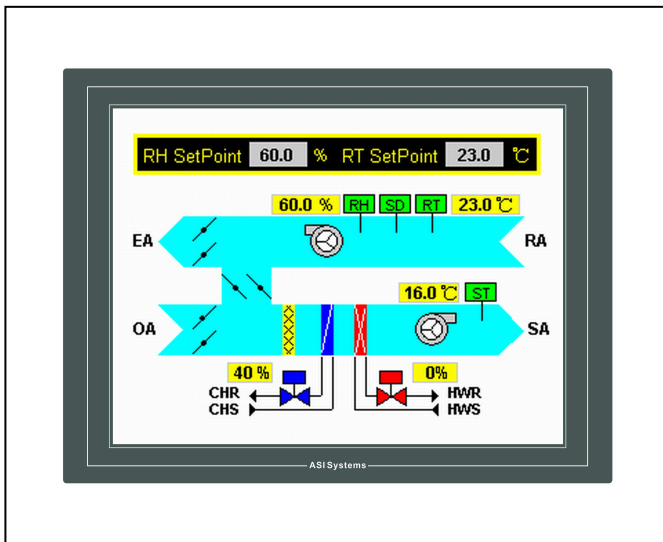 RH SetPoint 60.0 % RT SetPoint 23.0 ℃
60.0 % RH SD RT 23.0 ℃
EA RA
16.0 ℃ ST
OA SA
40 % 0%
CHR HWR
CHS HWS
ASI Systems